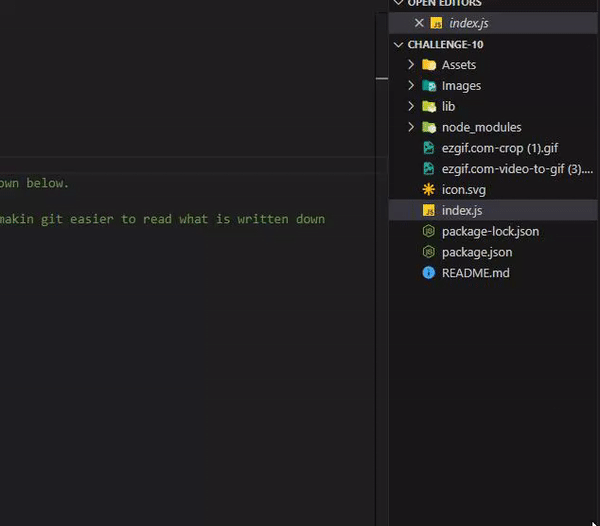 OPEN EDITORS
index.js
CHALLENGE-10
Assets
Images
lib
node_modules
ezgif.com-crop (1).gif
ezgif.com-video-to-gif (3)....
icon.svg
index.js
package-lock.json
package.json
README.md
own below.
makin git easier to read what is written down